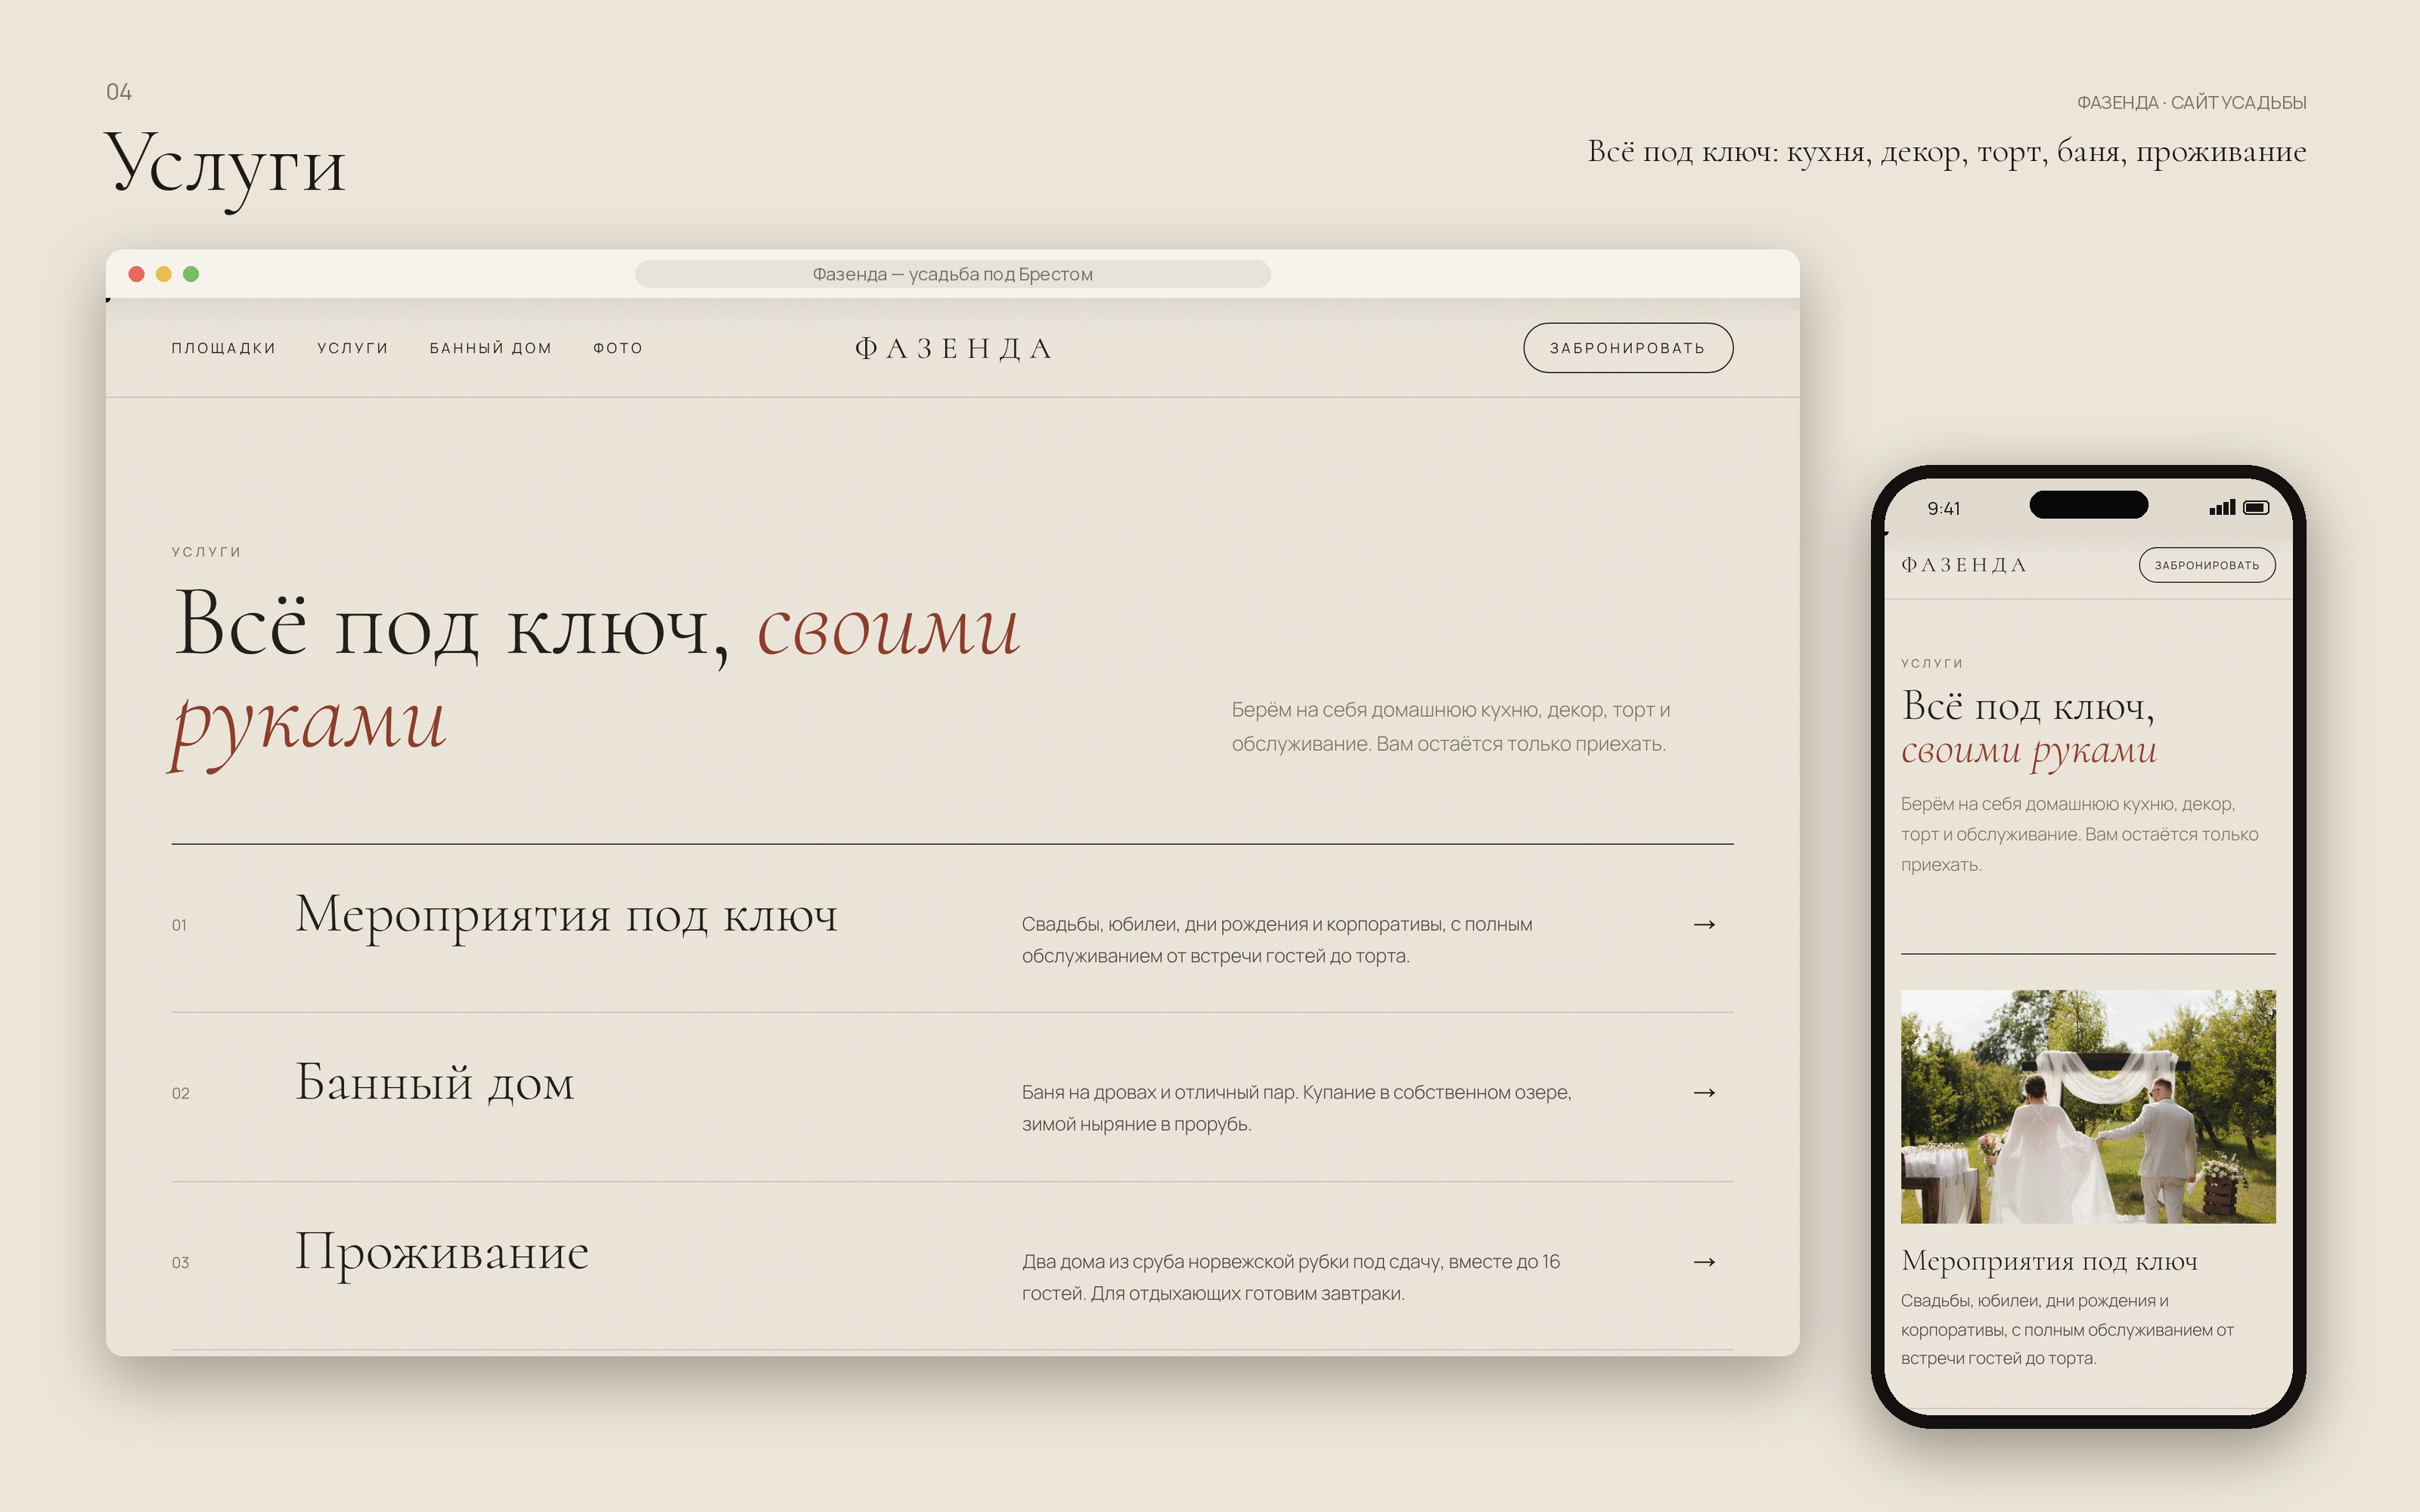 04
Услуги
ФАЗЕНДА · САЙТ УСАДЬБЫ
Всё под ключ: кухня, декор, торт, баня, проживание
Фазенда — усадьба под Брестом
ПЛОЩАДКИ УСЛУГИ БАННЫЙ ДОМ ФОТО
ФАЗЕНДА
ЗАБРОНИРОВАТЬ
УСЛУГИ
Всё под ключ, своими
руками
Берём на себя домашнюю кухню, декор, торт и
обслуживание. Вам остаётся только приехать.
01
Мероприятия под ключ
Свадьбы, юбилеи, дни рождения и корпоративы, с полным
обслуживанием от встречи гостей до торта.
→
02
Банный дом
Баня на дровах и отличный пар. Купание в собственном озере,
зимой ныряние в прорубь.
→
03
Проживание
Два дома из сруба норвежской рубки под сдачу, вместе до 16
гостей. Для отдыхающих готовим завтраки.
→
9:41
ФАЗЕНДА
ЗАБРОНИРОВАТЬ
УСЛУГИ
Всё под ключ,
своими руками
Берём на себя домашнюю кухню, декор,
торт и обслуживание. Вам остаётся только
приехать.
Мероприятия под ключ
Свадьбы, юбилеи, дни рождения и
корпоративы, с полным обслуживанием от
встречи гостей до торта.